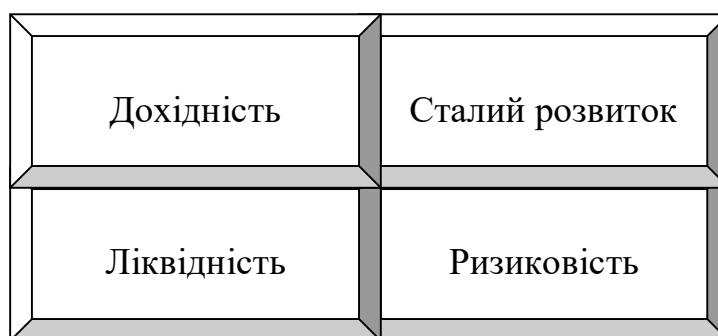 Дохідність
Сталий розвиток
Ліквідність
Ризиковість